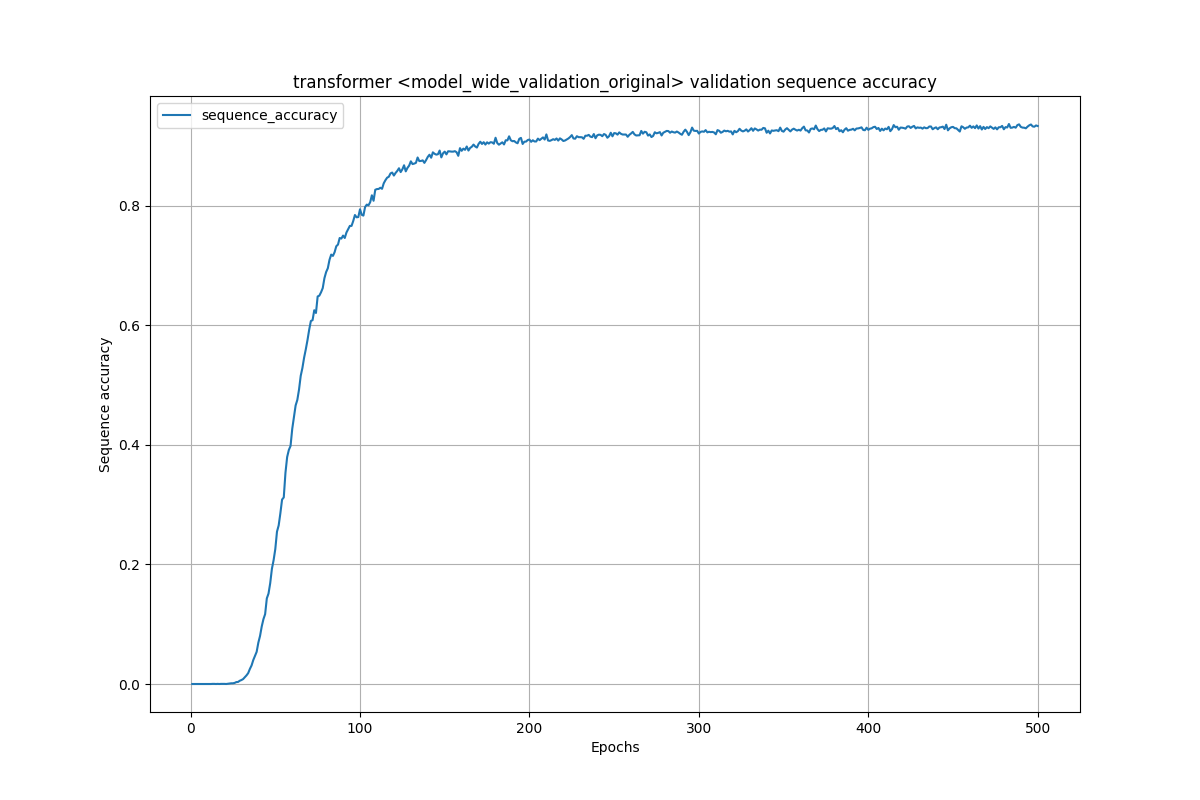 transformer <model_wide_validation_original> validation sequence accuracy
sequence_accuracy
Sequence accuracy
0.8
0.6
0.4
0.2
0.0
0 100 200 300 400 500
Epochs